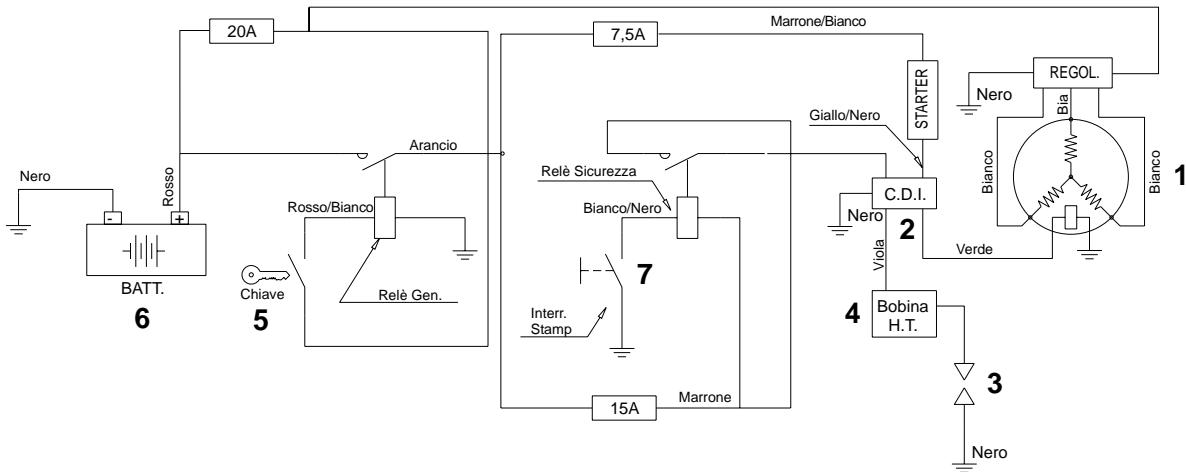 20A
7,5A
Marrone/Bianco
REGOL.
Nero
Bia
STARTER
Giallo/Nero
Arancio
Relè Sicurezza
Bianco
Bianco
1
Nero
Rosso
Rosso/Bianco
Bianco/Nero
C.D.I.
Nero
2
- +
Verde
Viola
BATT.
6
Chiave
5
Relè Gen.
7
Interr.
Stamp
4
Bobina
H.T.
3
Marrone
15A
Nero